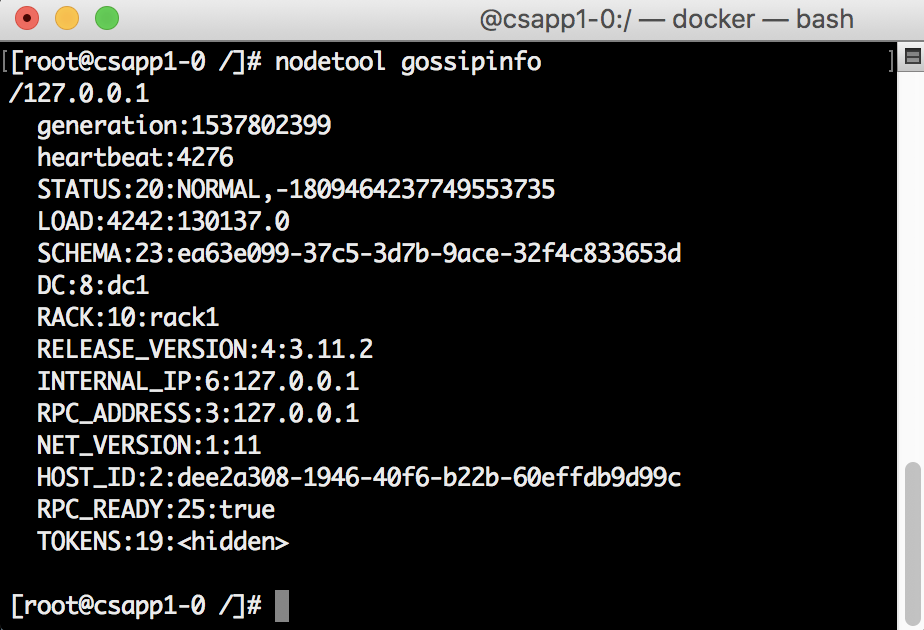 @csapp1-0:/ — docker — bash
[[root@csapp1-0 /]# nodetool gossipinfo ]
/127.0.0.1
generation:1537802399
heartbeat:4276
STATUS:20:NORMAL,-1809464237749553735
LOAD:4242:130137.0
SCHEMA:23:ea63e099-37c5-3d7b-9ace-32f4c833653d
DC:8:dc1
RACK:10:rack1
RELEASE_VERSION:4:3.11.2
INTERNAL_IP:6:127.0.0.1
RPC_ADDRESS:3:127.0.0.1
NET_VERSION:1:11
HOST_ID:2:dee2a308-1946-40f6-b22b-60effdb9d99c
RPC_READY:25:true
TOKENS:19:<hidden>
[root@csapp1-0 /]#